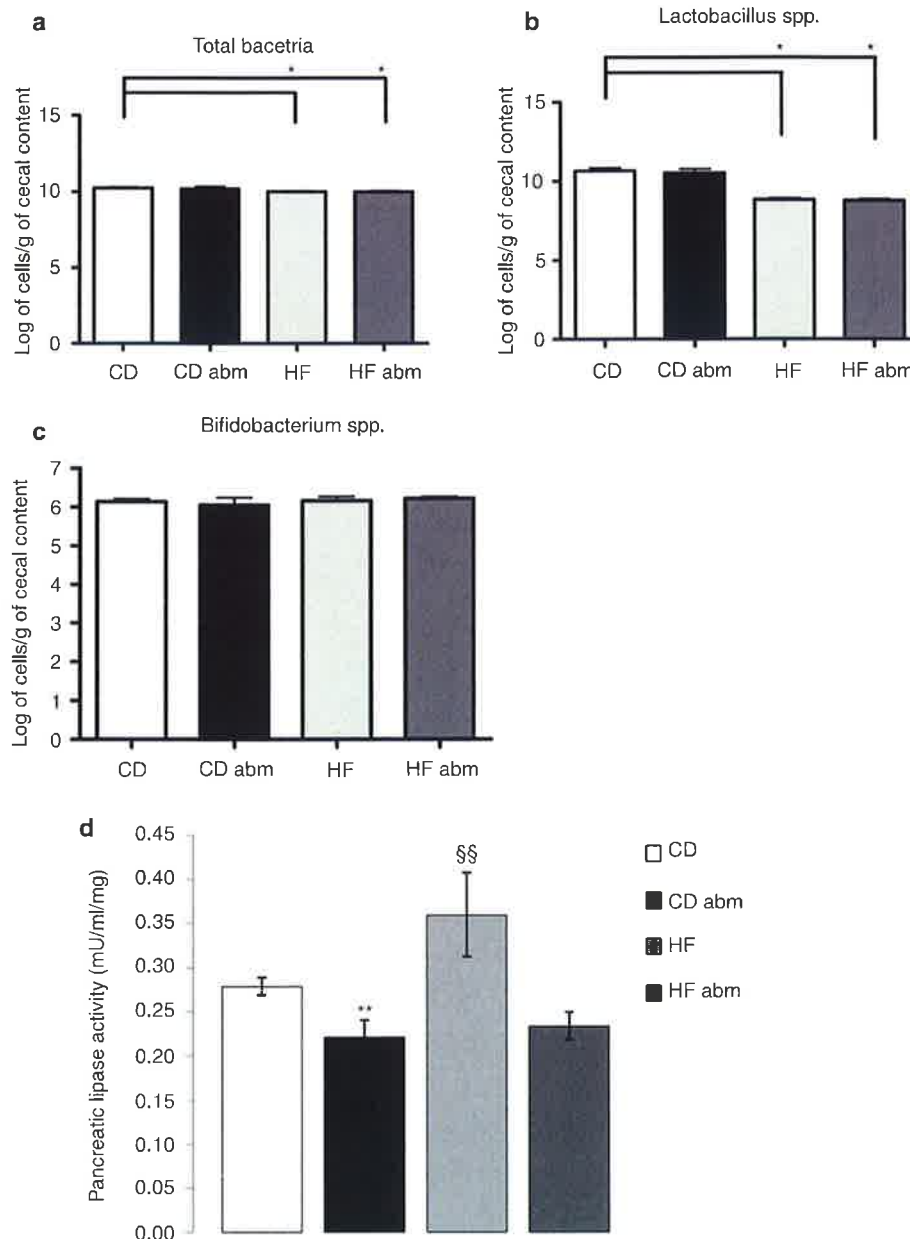 a
Total bacetria
* *
Log of cells/g of cecal content
15
10
5
0
CD CD abm HF HF abm
b
Lactobacillus spp.
* *
Log of cells/g of cecal content
15
10
5
0
CD CD abm HF HF abm
c
Bifidobacterium spp.
Log of cells/g of cecal content
7
6
5
4
3
2
1
0
CD CD abm HF HF abm
d
Pancreatic lipase activity (mU/ml/mg)
0.45
0.40
0.35
0.30
0.25
0.20
0.15
0.10
0.05
0.00
**
§§
CD
CD abm
HF
HF abm